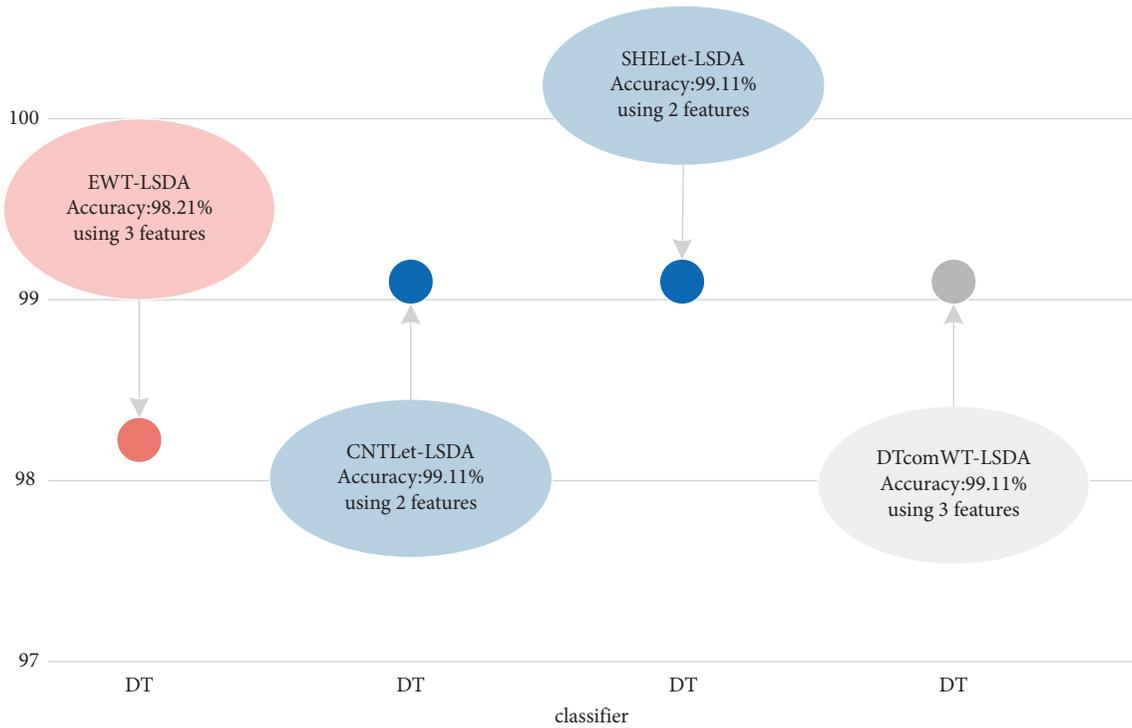 SHELet-LSDA
Accuracy:99.11%
using 2 features
100
EWT-LSDA
Accuracy:98.21%
using 3 features
99
CNTLet-LSDA
Accuracy:99.11%
using 2 features
DTcomWT-LSDA
Accuracy:99.11%
using 3 features
98
97
DT DT DT DT
classifier